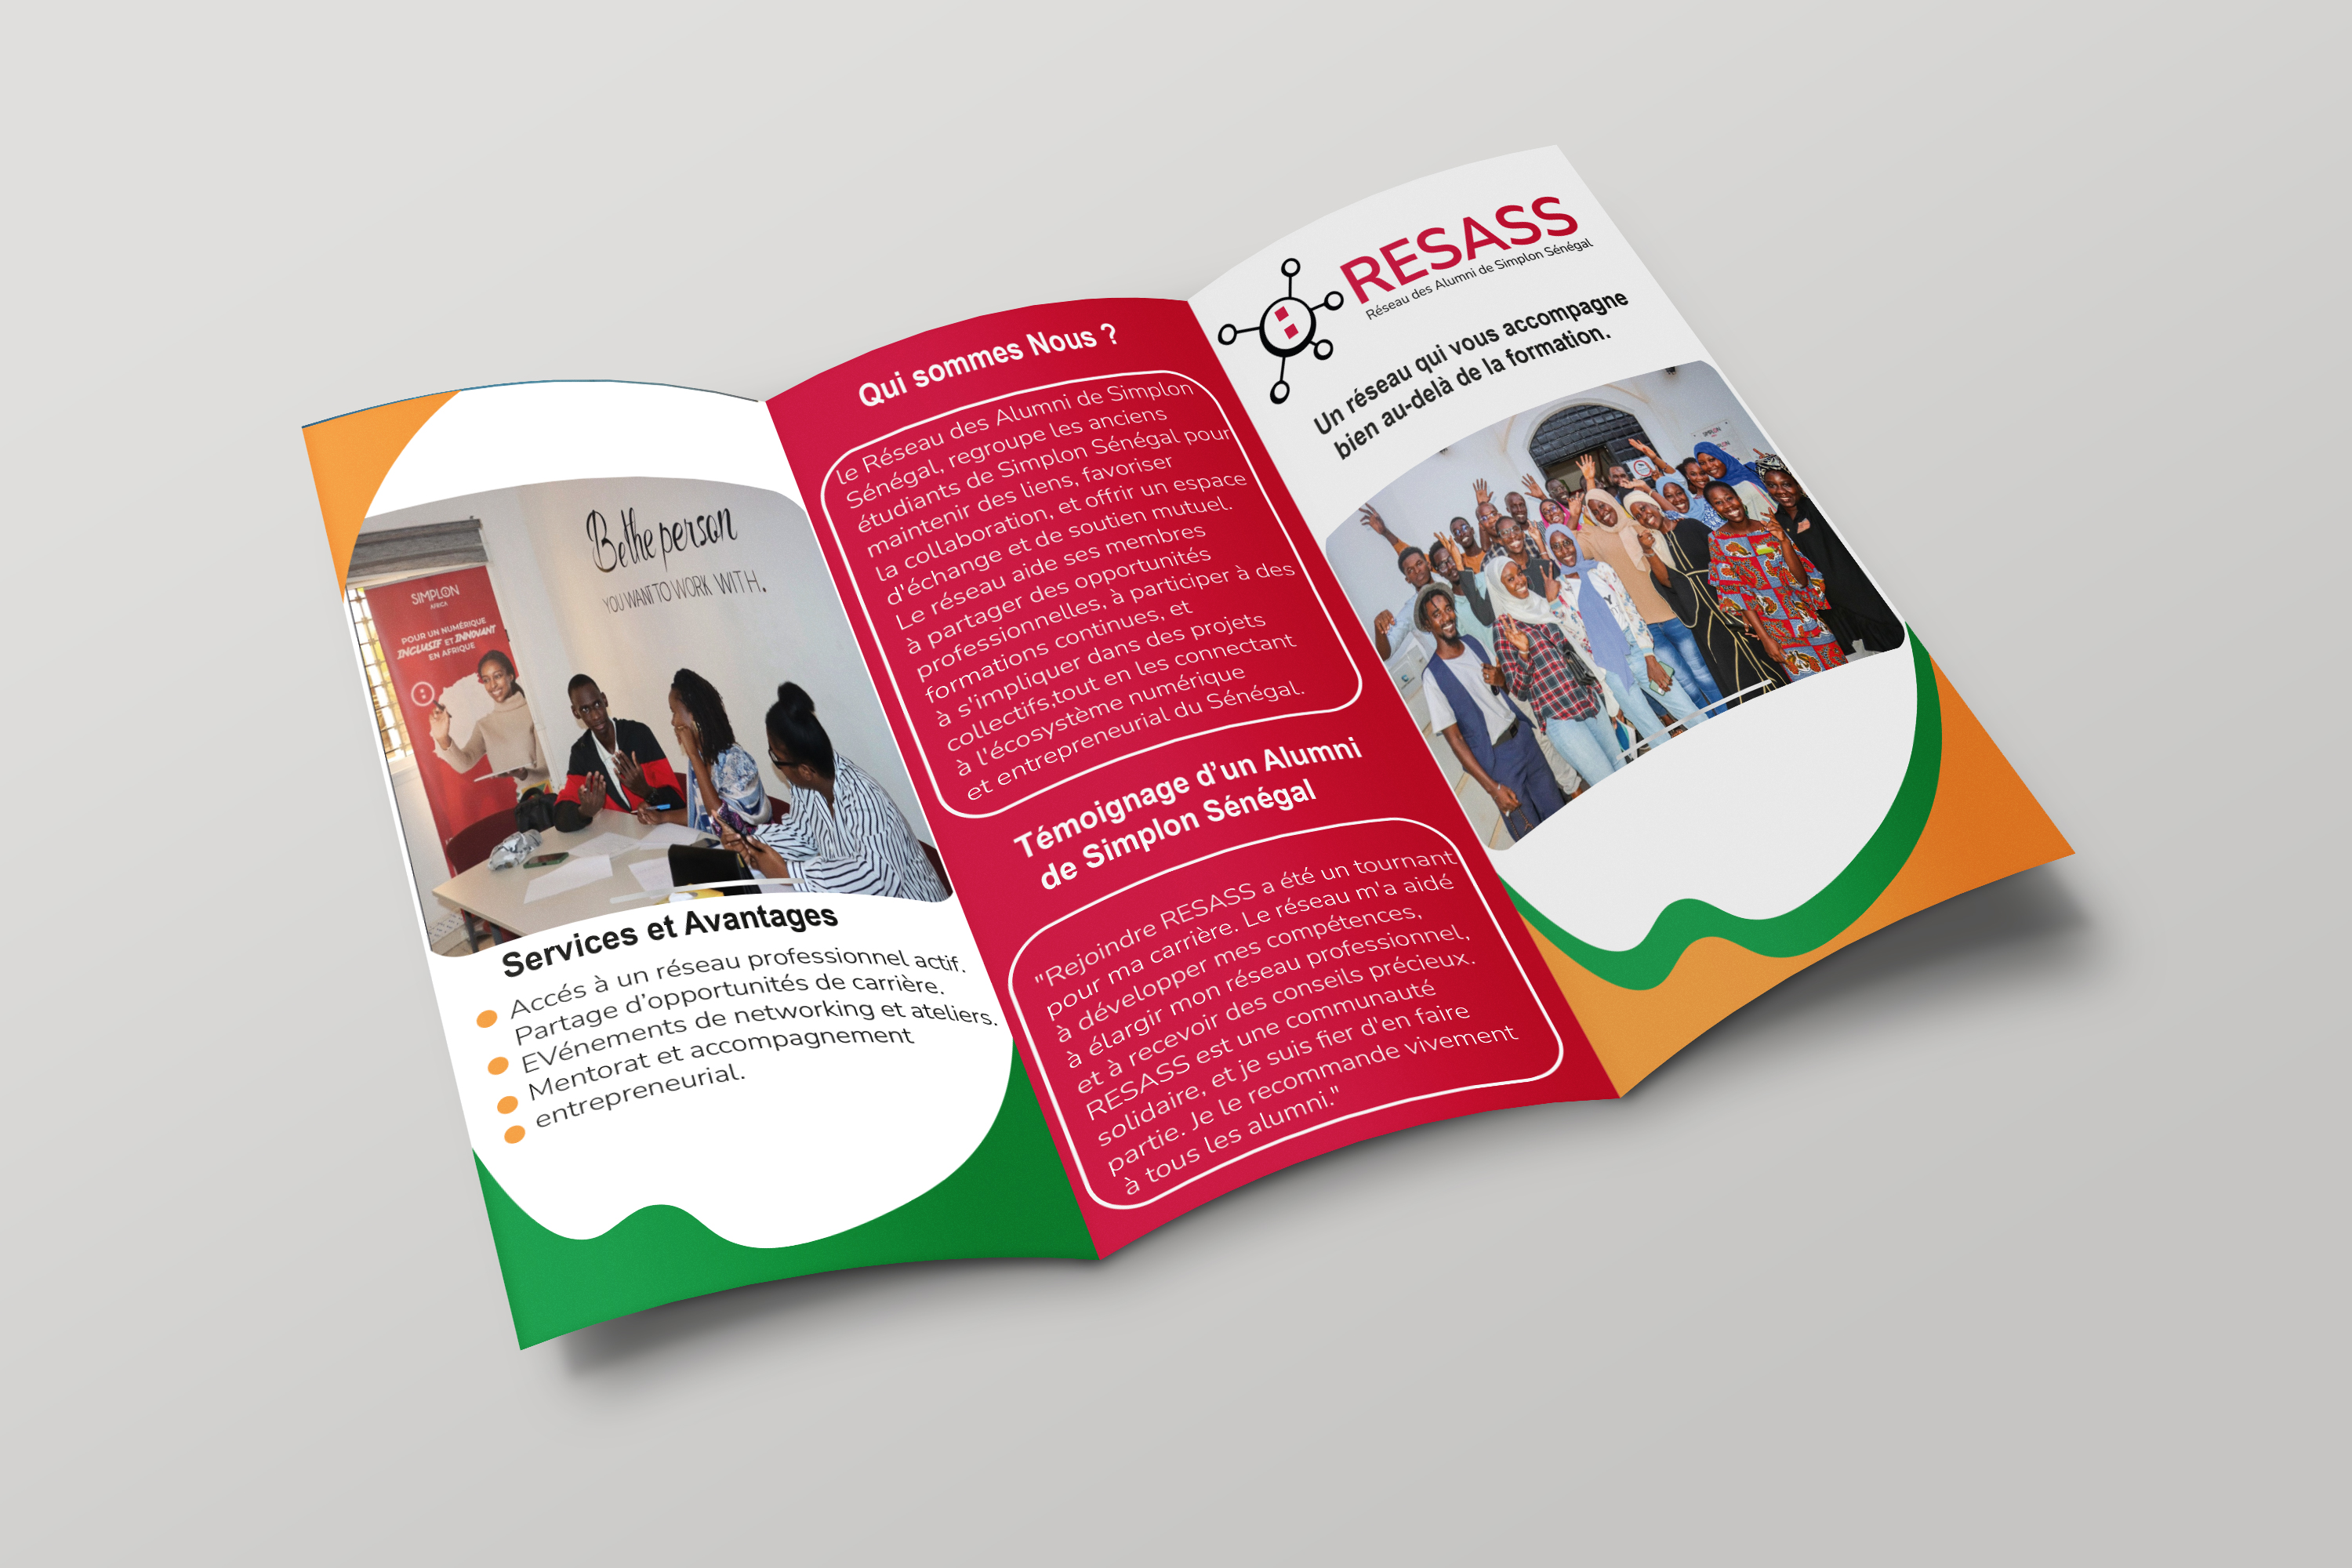 Be the person
YOU WANT TO WORK WITH.
SIMPLON
AFRICA
POUR UN NUMÉRIQUE
INCLUSIF ET INNOVANT
EN AFRIQUE
Services et Avantages
Accés à un réseau professionnel actif.
Partage d'opportunités de carrière.
EVénements de networking et ateliers.
Mentorat et accompagnement
entrepreneurial.
Qui sommes Nous ?
le Réseau des Alumni de Simplon
Sénégal, regroupe les anciens
étudiants de Simplon Sénégal pour
maintenir des liens, favoriser
la collaboration, et offrir un espace
d'échange et de soutien mutuel.
Le réseau aide ses membres
à partager des opportunités
professionnelles, à participer à des
formations continues, et
à s'impliquer dans des projets
collectifs,tout en les connectant
à l'écosystème numérique
et entrepreneurial du Sénégal.
Témoignage d'un Alumni
de Simplon Sénégal
"Rejoindre RESASS a été un tournant
pour ma carrière. Le réseau m'a aidé
à développer mes compétences,
à élargir mon réseau professionnel,
et à recevoir des conseils précieux.
RESASS est une communauté
solidaire, et je suis fier d'en faire
partie. Je le recommande vivement
à tous les alumni."
RESASS
Réseau des Alumni de Simplon Sénégal
Un réseau qui vous accompagne
bien au-delà de la formation.